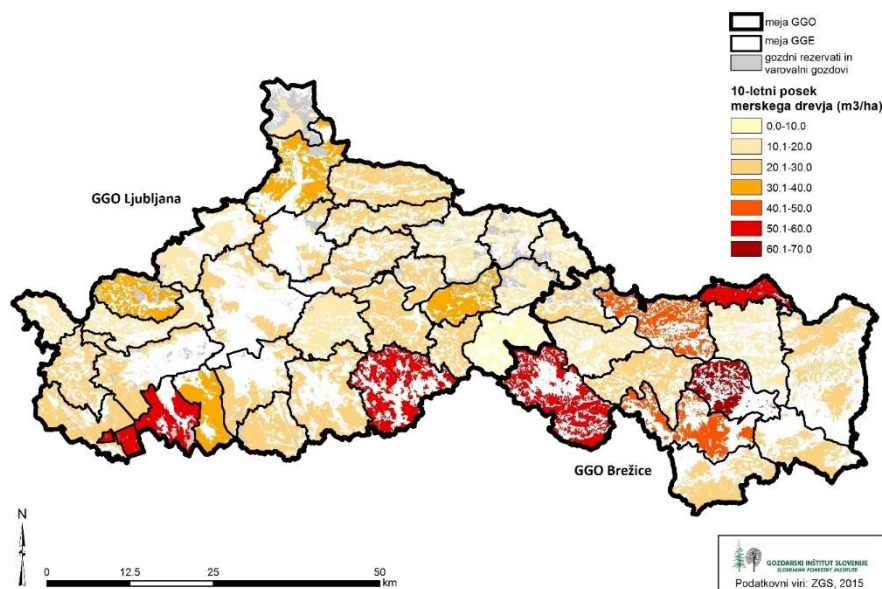 meja GGO
meja GGE
gozdni rezervati in
varovalni gozdovi
10-letni posek
merskega drevja (m3/ha)
0.0-10.0
10.1-20.0
20.1-30.0
30.1-40.0
40.1-50.0
50.1-60.0
60.1-70.0
GGO Ljubljana
GGO Brežice
N
0 12.5 25 50
km
GOZDARSKI INŠTITUT SLOVENIJE
SLOVENIAN FORESTRY INSTITUTE
Podatkovni viri: ZGS, 2015